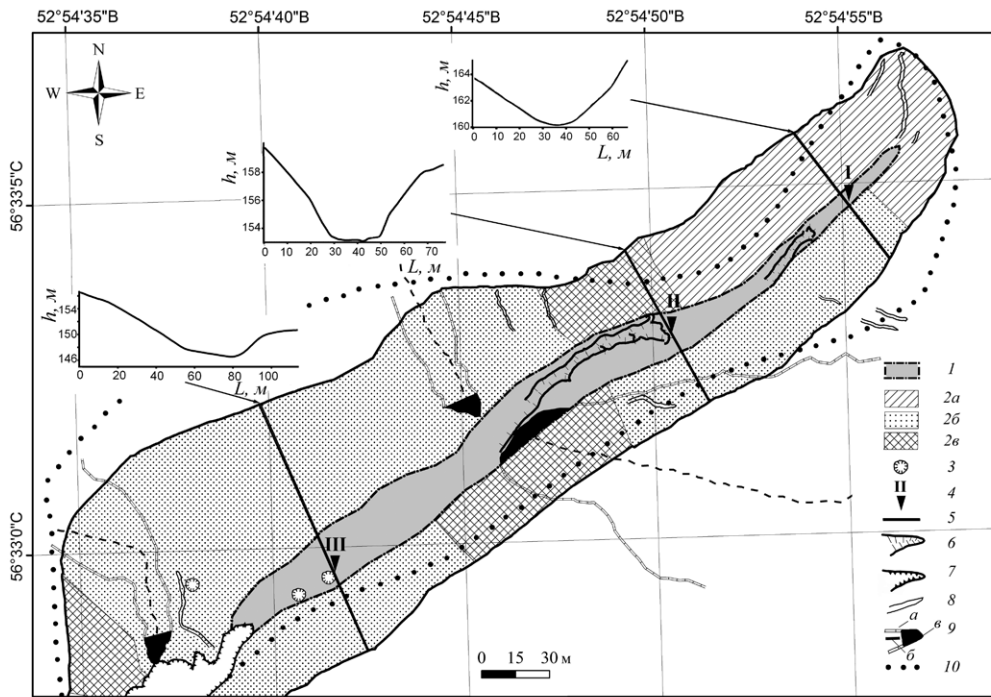 52°54'35"В 52°54'40"В 52°54'45"В 52°54'50"В 52°54'55"В
N
W E
S
h, м
164
162
160
0 10 20 30 40 50 60
L, м
h, м
158
156
154
153
0 10 20 30 40 50 60 70
L, м
h, м
154
150
146
0 20 40 60 80 100
L, м
56°33'5"С
56°33'0"С
I
II
III
0 15 30 м
1
2а
2б
2в
3
II 4
5
6
7
8
а в 9
б
10